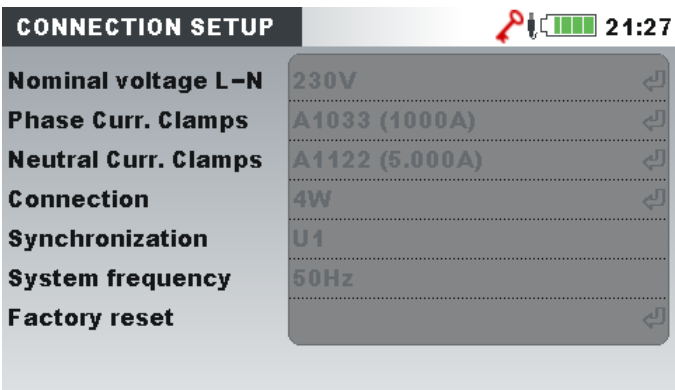 CONNECTION SETUP 21:27
Nominal voltage L-N 230V
Phase Curr. Clamps A1033 (1000A)
Neutral Curr. Clamps A1122 (5.000A)
Connection 4W
Synchronization U1
System frequency 50Hz
Factory reset